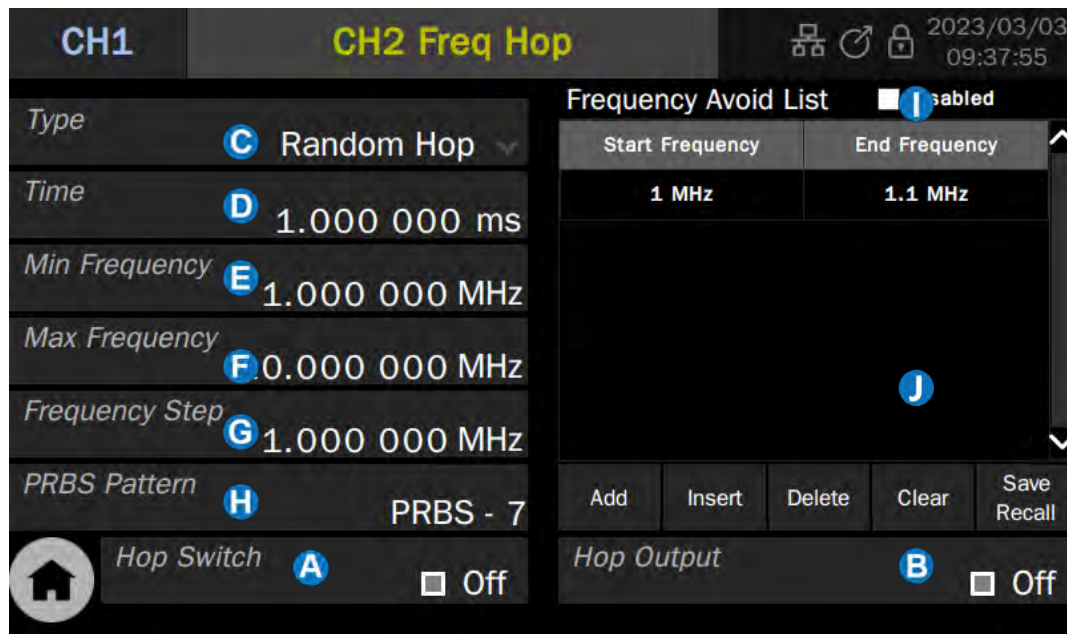 CH1
CH2 Freq Hop
2023/03/03
09:37:55
Type
C
Random Hop
Time
D
1.000 000 ms
Min Frequency
E
1.000 000 MHz
Max Frequency
F
0.000 000 MHz
Frequency Step
G
1.000 000 MHz
PRBS Pattern
H
PRBS - 7
Hop Switch
A
Off
Frequency Avoid List
I
sabled
Start Frequency
End Frequency
1 MHz
1.1 MHz
J
Add
Insert
Delete
Clear
Save
Recall
Hop Output
B
Off